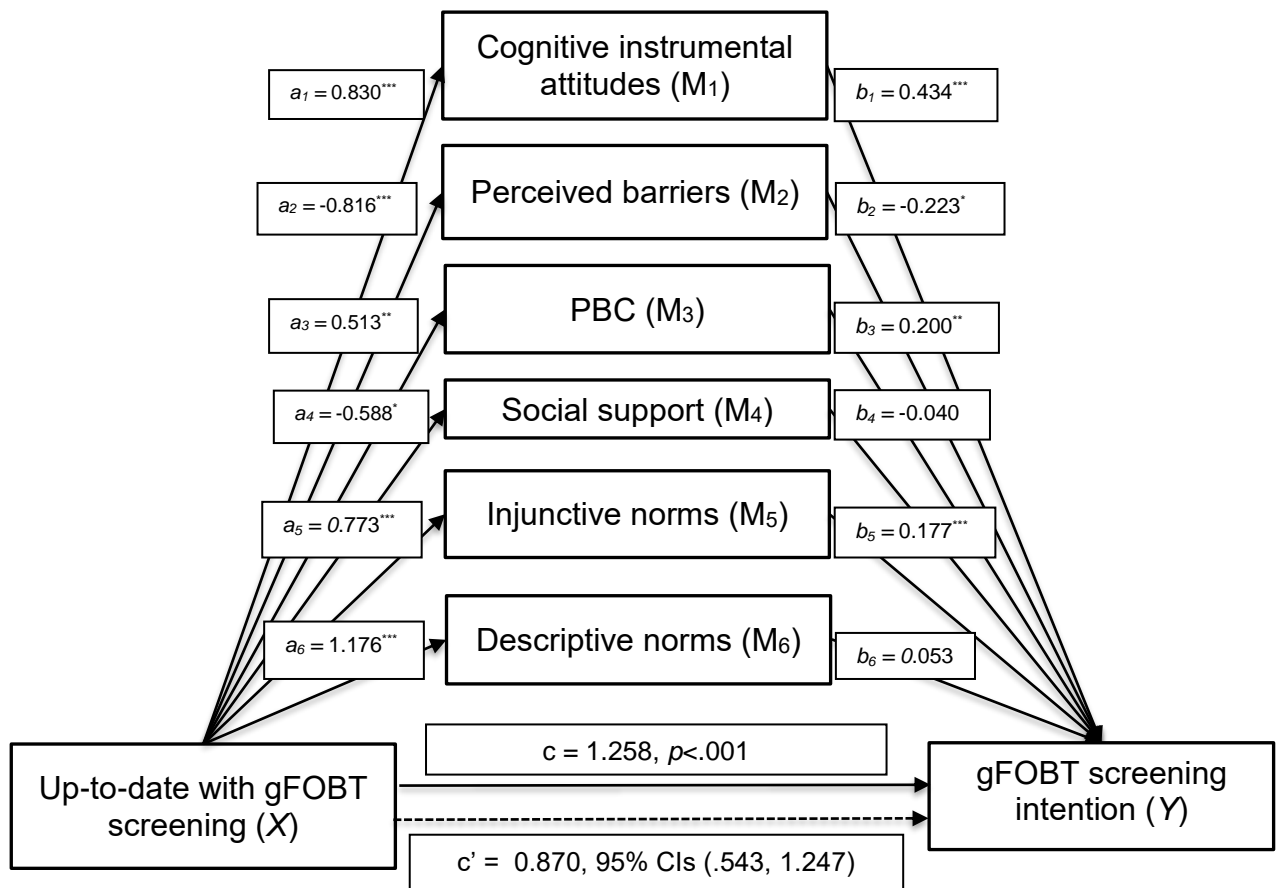 Cognitive instrumental
attitudes (M₁)
a₁ = 0.830***
b₁ = 0.434***
Perceived barriers (M₂)
a₂ = -0.816***
b₂ = -0.223*
PBC (M₃)
a₃ = 0.513**
b₃ = 0.200**
Social support (M₄)
a₄ = -0.588*
b₄ = -0.040
Injunctive norms (M₅)
a₅ = 0.773***
b₅ = 0.177***
Descriptive norms (M₆)
a₆ = 1.176***
b₆ = 0.053
c = 1.258, p<.001
Up-to-date with gFOBT
screening (X)
gFOBT screening
intention (Y)
c’ =  0.870, 95% CIs (.543, 1.247)